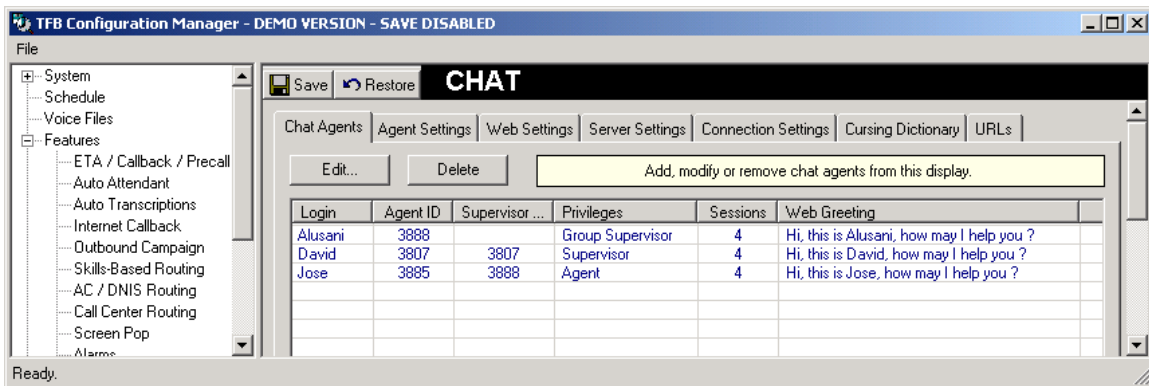 TFB Configuration Manager - DEMO VERSION - SAVE DISABLED
File
System
Schedule
Voice Files
Features
ETA / Callback / Precall
Auto Attendant
Auto Transcriptions
Internet Callback
Outbound Campaign
Skills-Based Routing
AC / DNIS Routing
Call Center Routing
Screen Pop
Alarms
Save Restore CHAT
Chat Agents Agent Settings Web Settings Server Settings Connection Settings Cursing Dictionary URLs
Edit... Delete Add, modify or remove chat agents from this display.
Login Agent ID Supervisor ... Privileges Sessions Web Greeting
Alusani 3888 Group Supervisor 4 Hi, this is Alusani, how may I help you ?
David 3807 3807 Supervisor 4 Hi, this is David, how may I help you ?
Jose 3885 3888 Agent 4 Hi, this is Jose, how may I help you ?
Ready.